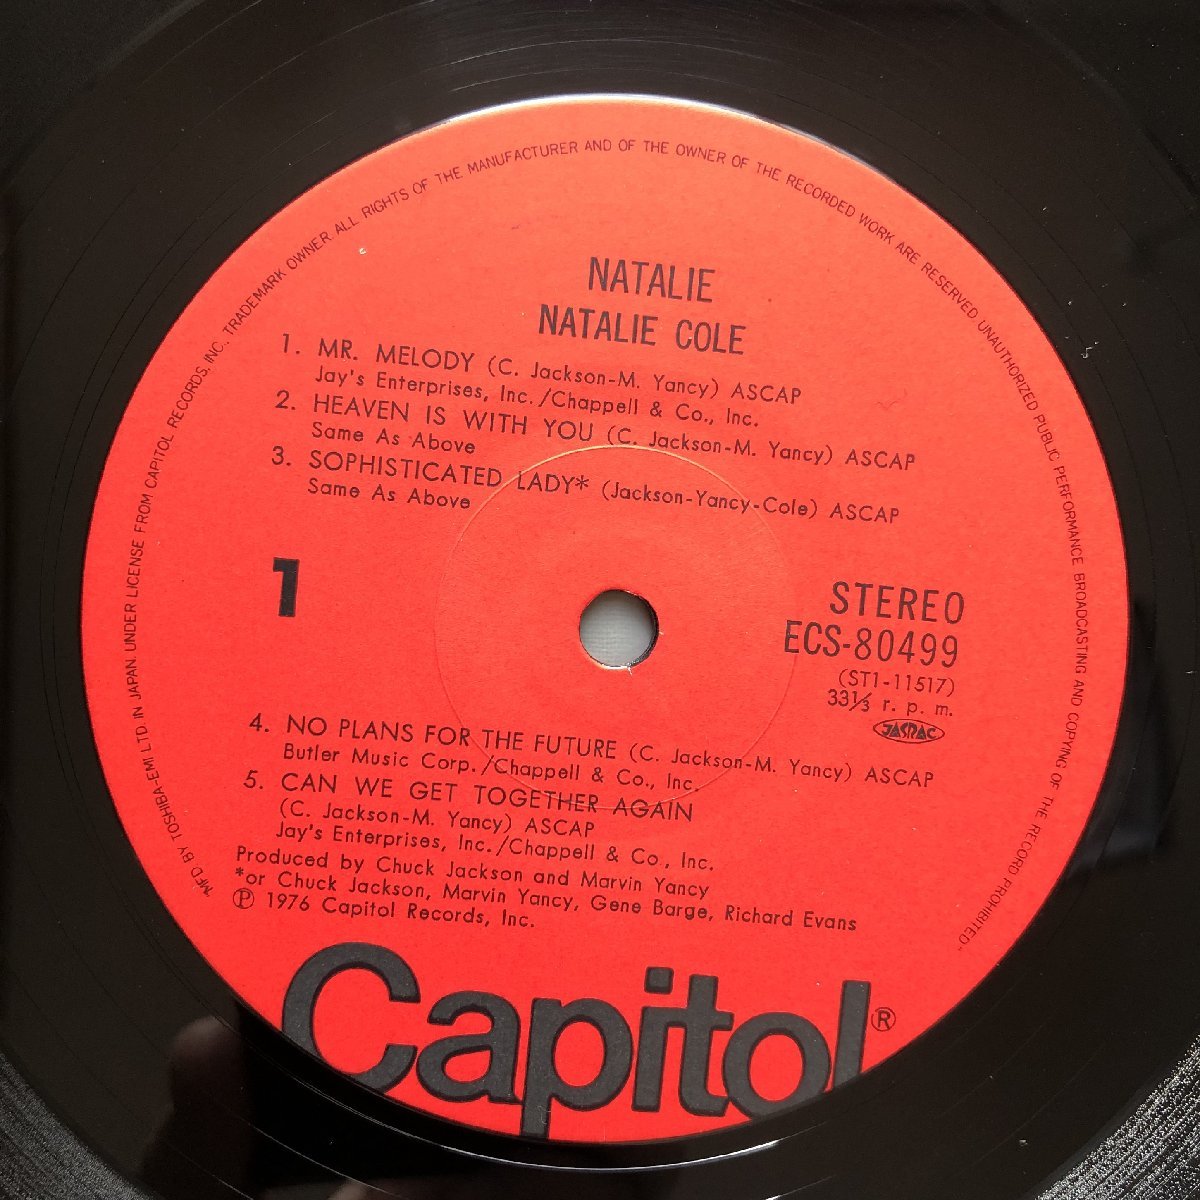 "MFD BY TOSHIBA-EMI LTD. IN JAPAN. UNDER LICENSE FROM CAPITOL RECORDS, INC. TRADEMARK OWNER ALL RIGHTS OF THE MANUFACTURER AND OF THE OWNER OF THE RECORDED WORK ARE RESERVED UNAUTHORIZED PUBLIC PERFORMANCE BROADCASTING AND COPYING OF THE RECORD PROHIBITED"
NATALIE
NATALIE COLE
1. MR. MELODY (C. Jackson-M. Yancy) ASCAP
Jay's Enterprises, Inc./Chappell & Co., Inc.
2. HEAVEN IS WITH YOU (C. Jackson-M. Yancy) ASCAP
Same As Above
3. SOPHISTICATED LADY* (Jackson-Yancy-Cole) ASCAP
Same As Above
1
STEREO
ECS-80499
(ST1-11517)
33⅓ r. p. m.
JASRAC
4. NO PLANS FOR THE FUTURE (C. Jackson-M. Yancy) ASCAP
Butler Music Corp./Chappell & Co., Inc.
5. CAN WE GET TOGETHER AGAIN
(C. Jackson-M. Yancy) ASCAP
Jay's Enterprises, Inc./Chappell & Co., Inc.
Produced by Chuck Jackson and Marvin Yancy
*or Chuck Jackson, Marvin Yancy, Gene Barge, Richard Evans
℗ 1976 Capitol Records, Inc.
Capitol®